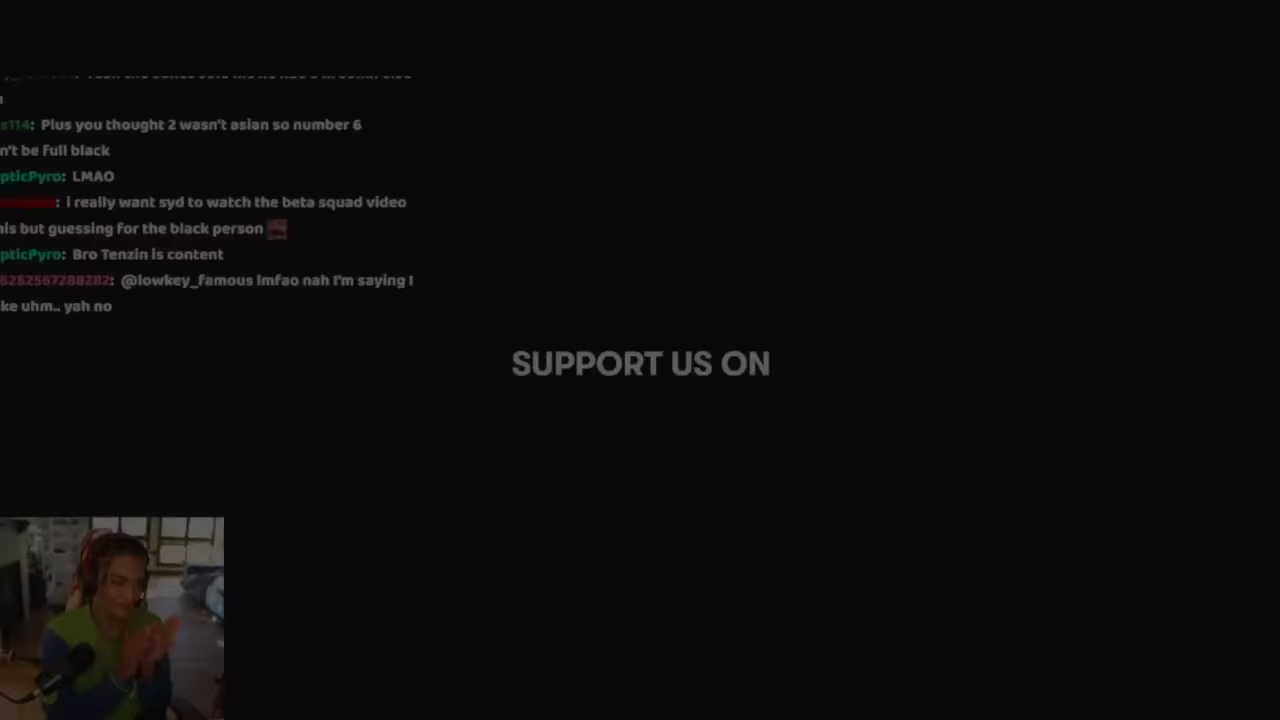 s114: Plus you thought 2 wasn't asian so number 6
n't be full black
pticPyro: LMAO
: i really want syd to watch the beta squad video
his but guessing for the black person
pticPyro: Bro Tenzin is content
6262567288282: @lowkey_famous lmfao nah I'm saying I
ke uhm.. yah no
SUPPORT US ON